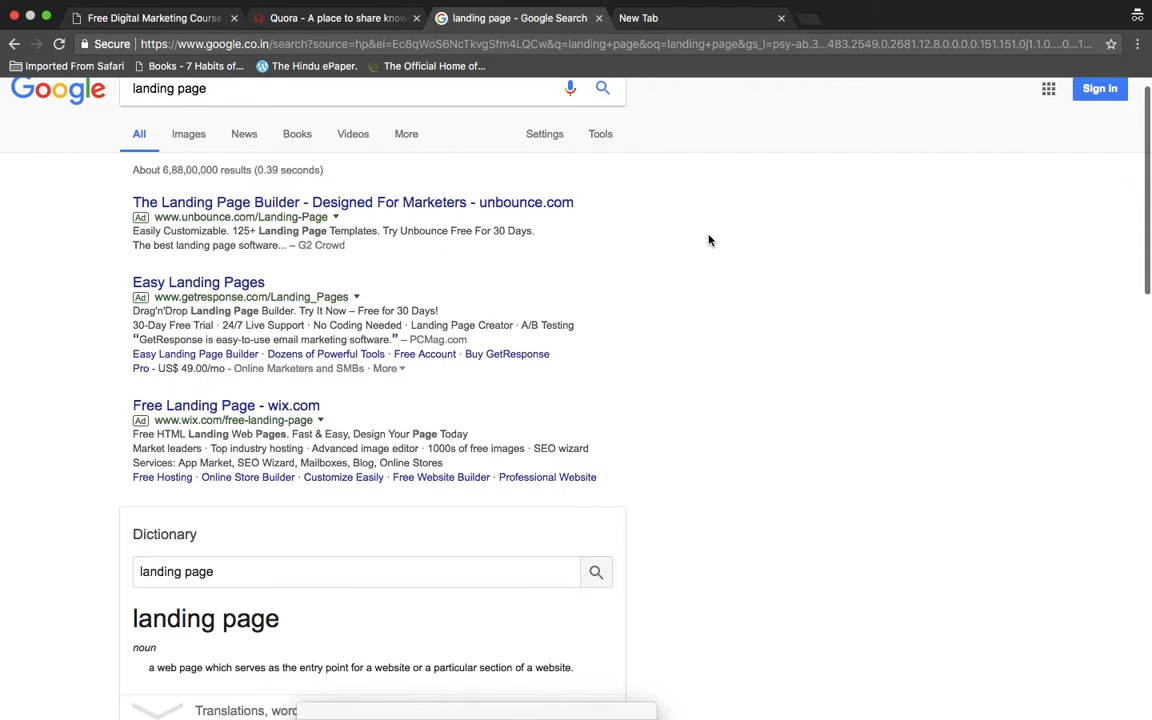 Free Digital Marketing Course
Quora - A place to share know
landing page - Google Search
New Tab
Secure https://www.google.co.in/search?source=hp&ei=Ec8qWoS6NcTkvgSfm4LQCw&q=landing+page&oq=landing+page&gs_l=psy-ab.3...483.2549.0.2681.12.8.0.0.0.0.151.151.0j1.1.0....0...1...
Imported From Safari
Books - 7 Habits of...
The Hindu ePaper.
The Official Home of...
Google
landing page
Sign in
All Images News Books Videos More Settings Tools
About 6,88,00,000 results (0.39 seconds)
The Landing Page Builder - Designed For Marketers - unbounce.com
Ad www.unbounce.com/Landing-Page
Easily Customizable. 125+ Landing Page Templates. Try Unbounce Free For 30 Days.
The best landing page software... – G2 Crowd
Easy Landing Pages
Ad www.getresponse.com/Landing_Pages
Drag'n'Drop Landing Page Builder. Try It Now – Free for 30 Days!
30-Day Free Trial · 24/7 Live Support · No Coding Needed · Landing Page Creator · A/B Testing
"GetResponse is easy-to-use email marketing software." – PCMag.com
Easy Landing Page Builder · Dozens of Powerful Tools · Free Account · Buy GetResponse
Pro - US$ 49.00/mo - Online Marketers and SMBs · More
Free Landing Page - wix.com
Ad www.wix.com/free-landing-page
Free HTML Landing Web Pages. Fast & Easy, Design Your Page Today
Market leaders · Top industry hosting · Advanced image editor · 1000s of free images · SEO wizard
Services: App Market, SEO Wizard, Mailboxes, Blog, Online Stores
Free Hosting · Online Store Builder · Customize Easily · Free Website Builder · Professional Website
Dictionary
landing page
landing page
noun
a web page which serves as the entry point for a website or a particular section of a website.
Translations, word